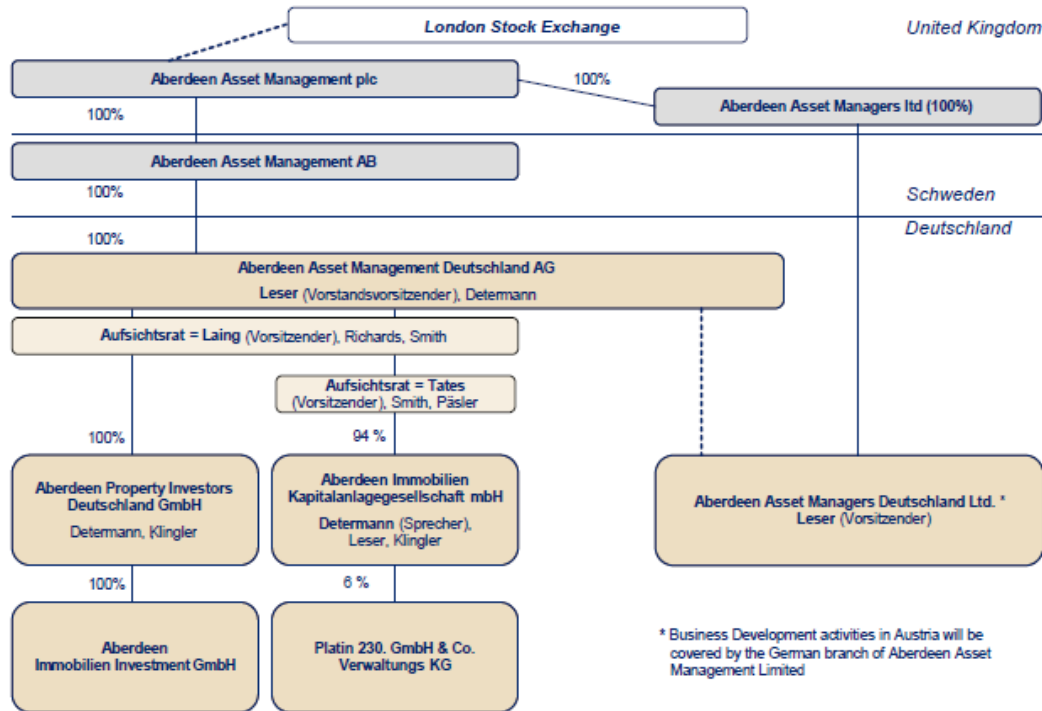 London Stock Exchange
United Kingdom
Aberdeen Asset Management plc
100%
Aberdeen Asset Managers ltd (100%)
100%
Aberdeen Asset Management AB
100%
Schweden
Deutschland
100%
Aberdeen Asset Management Deutschland AG
Leser (Vorstandsvorsitzender), Determann
Aufsichtsrat = Laing (Vorsitzender), Richards, Smith
Aufsichtsrat = Tates
(Vorsitzender), Smith, Päsler
100%
94 %
Aberdeen Property Investors
Deutschland GmbH
Determann, Klingler
Aberdeen Immobilien
Kapitalanlagegesellschaft mbH
Determann (Sprecher),
Leser, Klingler
Aberdeen Asset Managers Deutschland Ltd. *
Leser (Vorsitzender)
100%
6 %
Aberdeen
Immobilien Investment GmbH
Platin 230. GmbH & Co.
Verwaltungs KG
* Business Development activities in Austria will be
covered by the German branch of Aberdeen Asset
Management Limited